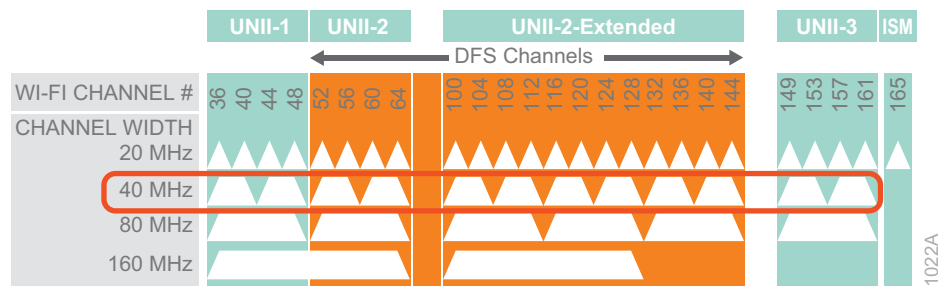 UNII-1 UNII-2 UNII-2-Extended UNII-3 ISM
DFS Channels
WI-FI CHANNEL # 36 40 44 48 52 56 60 64 100 104 108 112 116 120 124 128 132 136 140 144 149 153 157 161 165
CHANNEL WIDTH
20 MHz
40 MHz
80 MHz
160 MHz
1022A